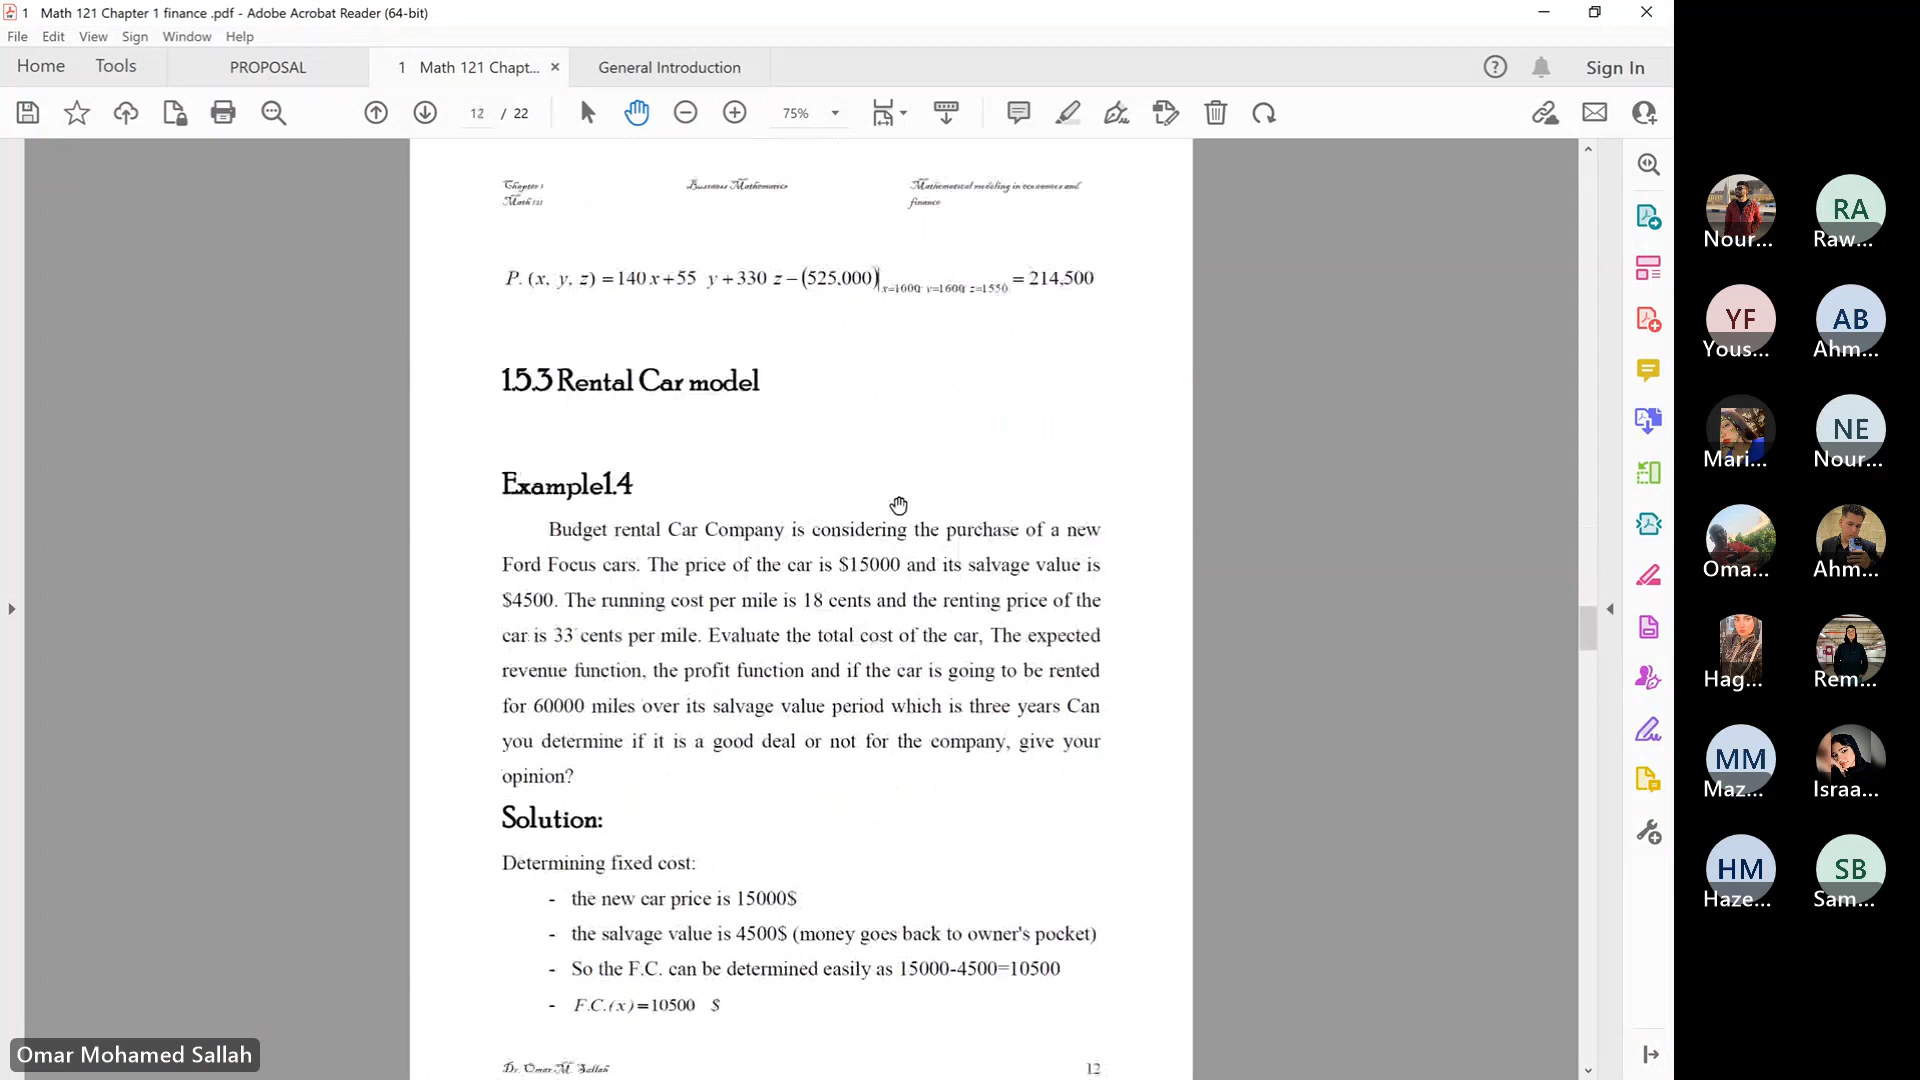 1 Math 121 Chapter 1 finance .pdf - Adobe Acrobat Reader (64-bit)
File Edit View Sign Window Help
Home Tools PROPOSAL 1 Math 121 Chapt... × General Introduction Sign In
12 / 22 75%
Chapter 1 Business Mathematics Mathematical modeling in economics and
Math 121 finance
P. (x, y, z) = 140 x+55 y+330 z−(525,000)|x=1000 y=1600 z=1550 = 214,500
1.5.3 Rental Car model
Example1.4
Budget rental Car Company is considering the purchase of a new
Ford Focus cars. The price of the car is $15000 and its salvage value is
$4500. The running cost per mile is 18 cents and the renting price of the
car is 33 cents per mile. Evaluate the total cost of the car, The expected
revenue function, the profit function and if the car is going to be rented
for 60000 miles over its salvage value period which is three years Can
you determine if it is a good deal or not for the company, give your
opinion?
Solution:
Determining fixed cost:
- the new car price is 15000$
- the salvage value is 4500$ (money goes back to owner's pocket)
- So the F.C. can be determined easily as 15000-4500=10500
- F.C.(x)=10500 $
Dr. Omar M. Sallah 12
Omar Mohamed Sallah
Nour... RA Raw...
YF Yous... AB Ahm...
Mari... NE Nour...
Oma... Ahm...
Hag... Rem...
MM Maz... Israa...
HM Haze... SB Sam...